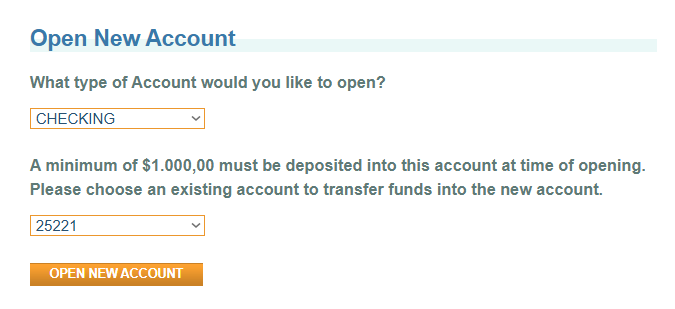 Open New Account
What type of Account would you like to open?
CHECKING
A minimum of $1.000,00 must be deposited into this account at time of opening.
Please choose an existing account to transfer funds into the new account.
25221
OPEN NEW ACCOUNT